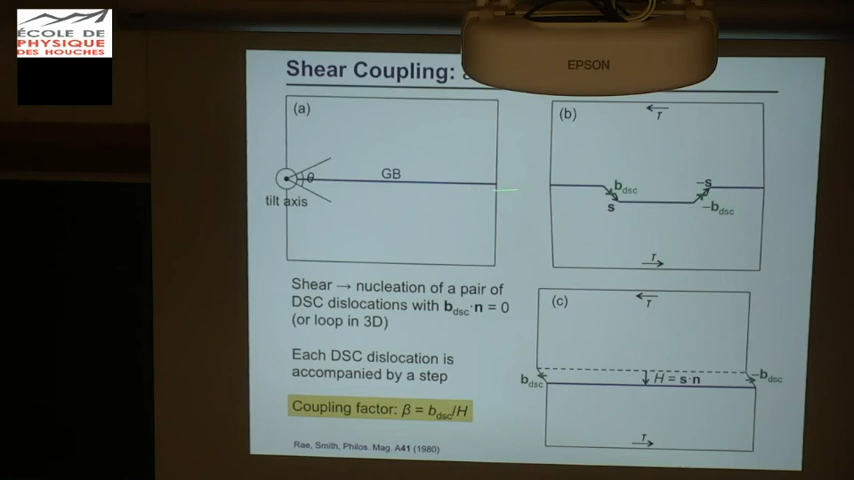 ÉCOLE DE
PHYSIQUE
DES HOUCHES
EPSON
Shear Coupling:
(a)
θ
GB
tilt axis
(b)
τ
b_dsc
s
–s
–b_dsc
τ
Shear → nucleation of a pair of
DSC dislocations with b_dsc·n = 0
(or loop in 3D)
Each DSC dislocation is
accompanied by a step
Coupling factor: β = b_dsc/H
Rae, Smith, Philos. Mag. A41 (1980)
(c)
τ
b_dsc
H = s·n
–b_dsc
τ